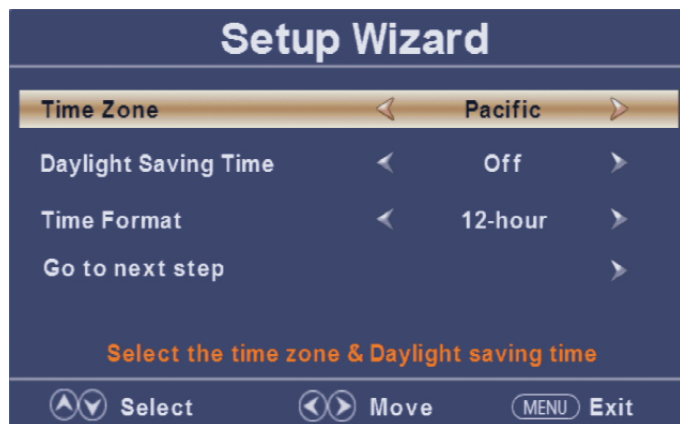 Setup Wizard
Time Zone Pacific
Daylight Saving Time Off
Time Format 12-hour
Go to next step
Select the time zone & Daylight saving time
Select Move MENU Exit